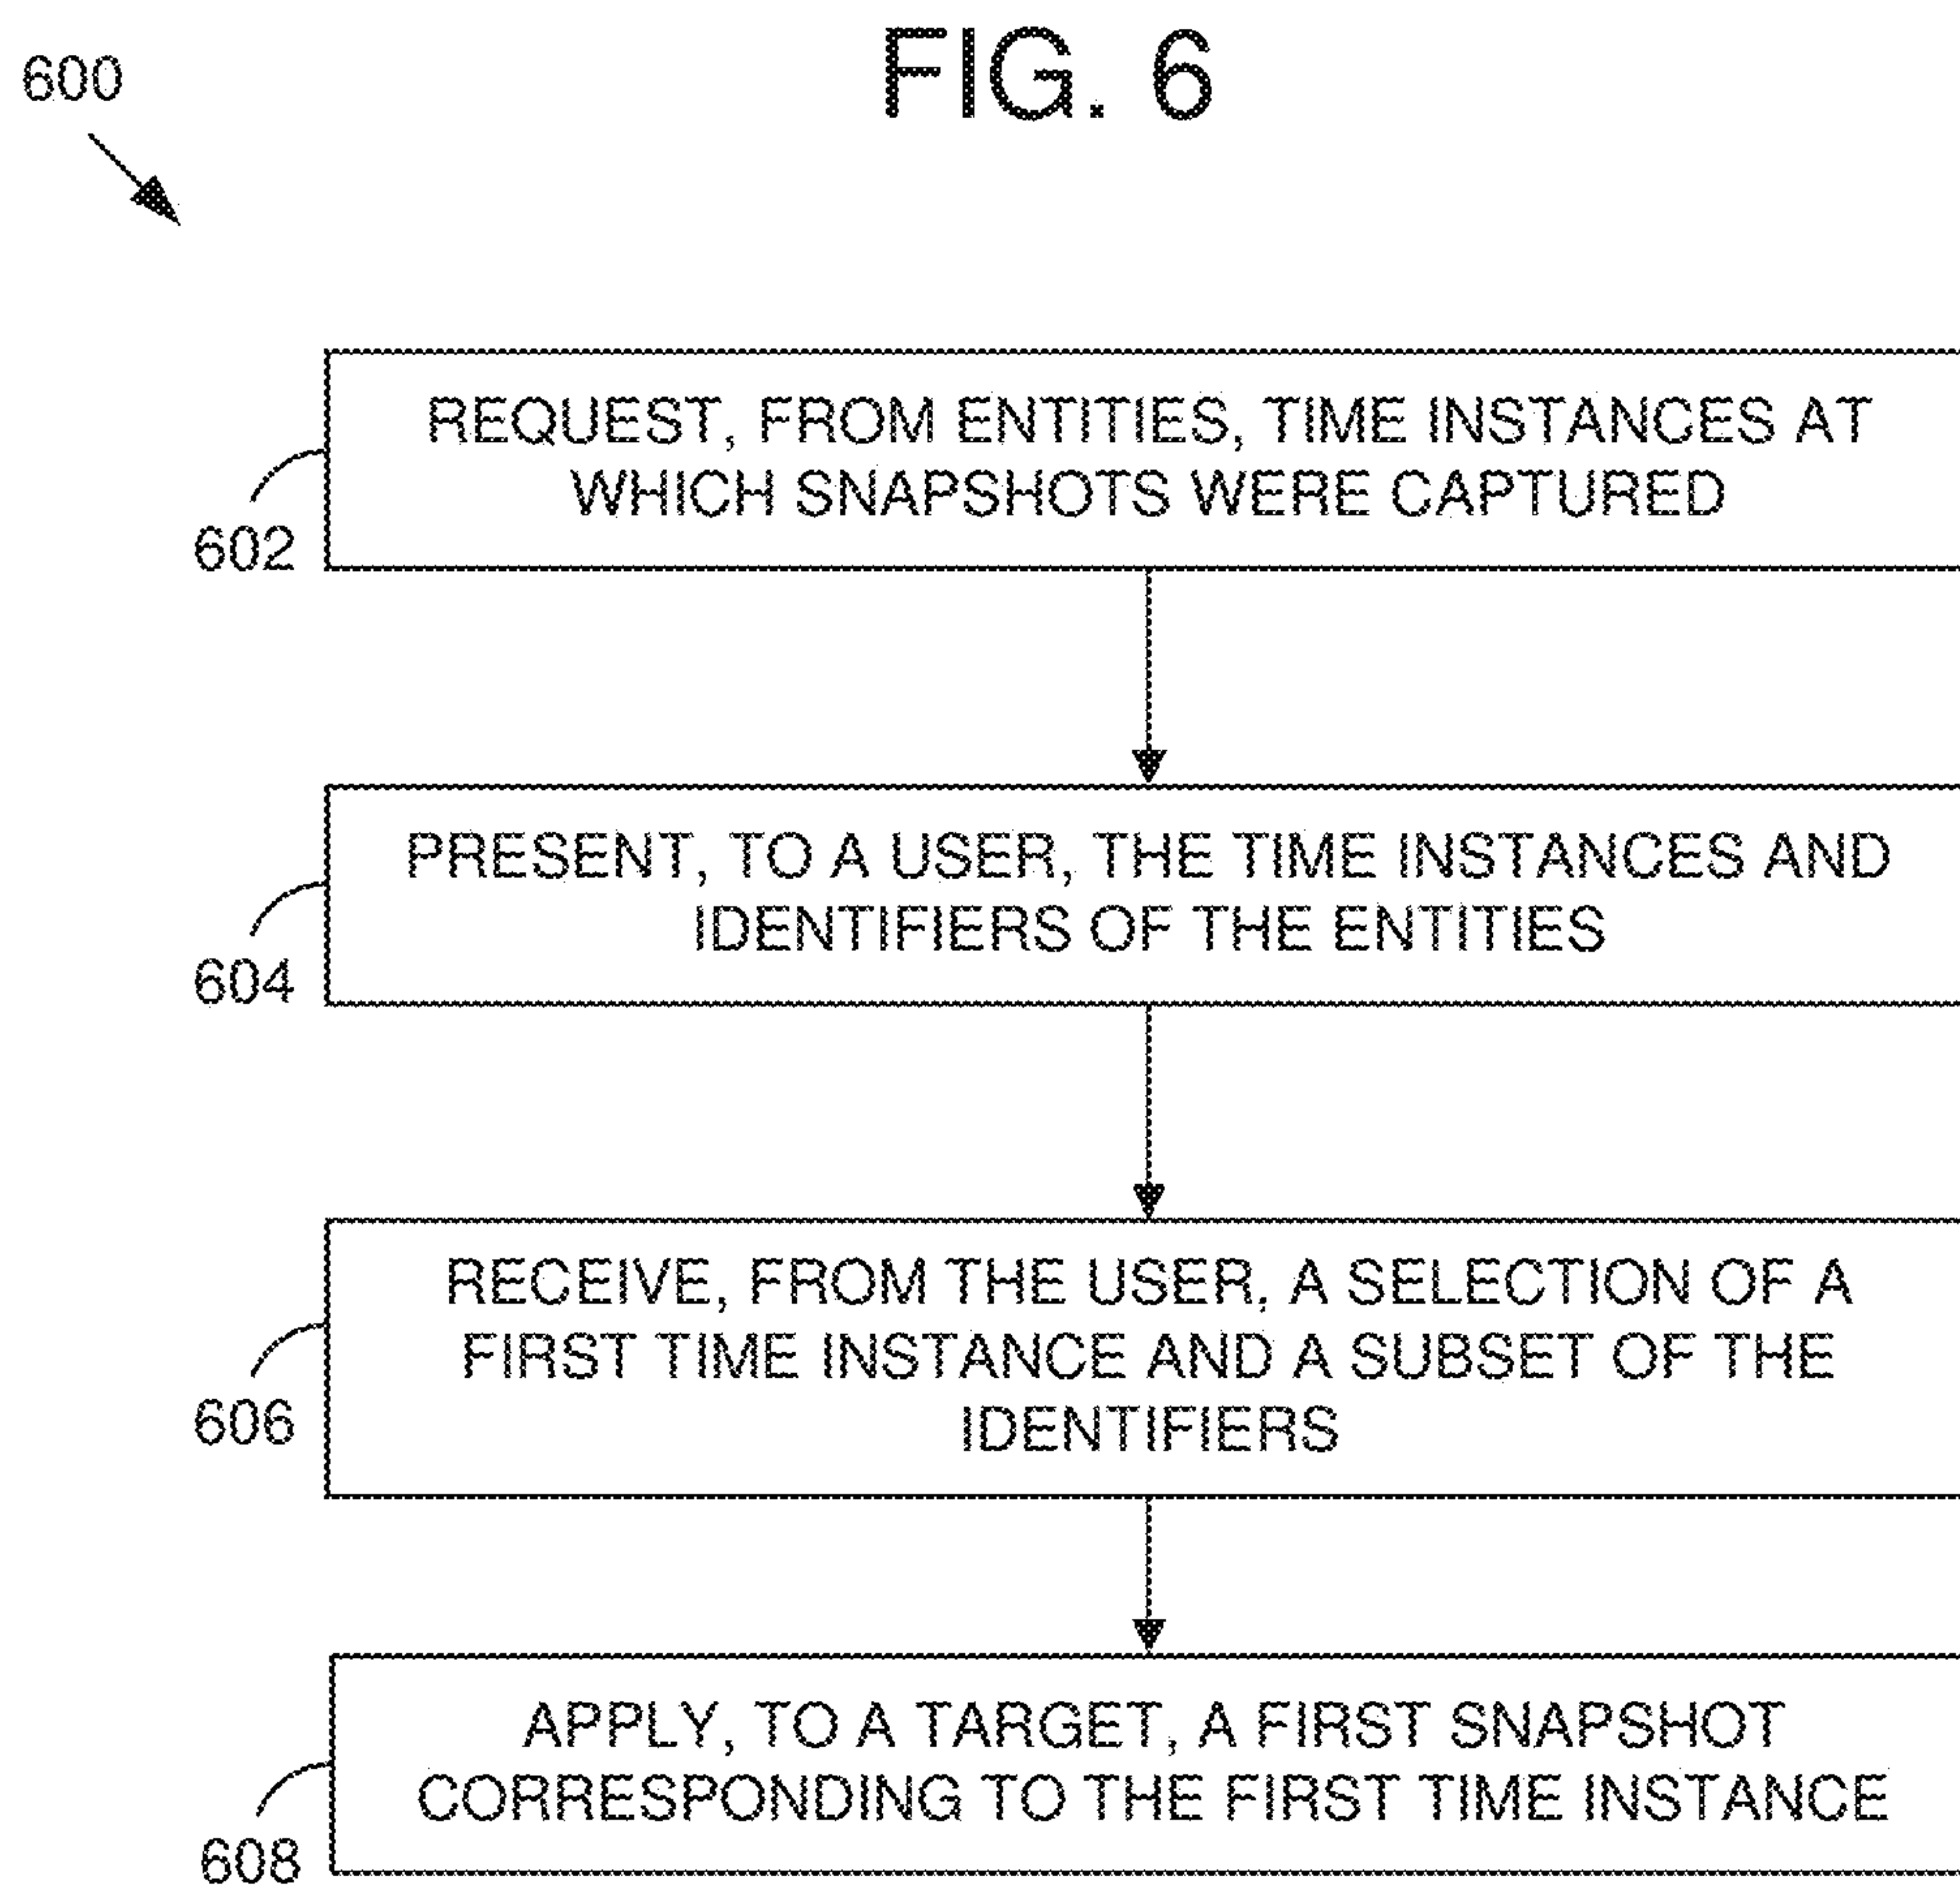 FIG. 6
600
REQUEST, FROM ENTITIES, TIME INSTANCES AT
WHICH SNAPSHOTS WERE CAPTURED
602
PRESENT, TO A USER, THE TIME INSTANCES AND
IDENTIFIERS OF THE ENTITIES
604
RECEIVE, FROM THE USER, A SELECTION OF A
FIRST TIME INSTANCE AND A SUBSET OF THE
IDENTIFIERS
606
APPLY, TO A TARGET, A FIRST SNAPSHOT
CORRESPONDING TO THE FIRST TIME INSTANCE
608